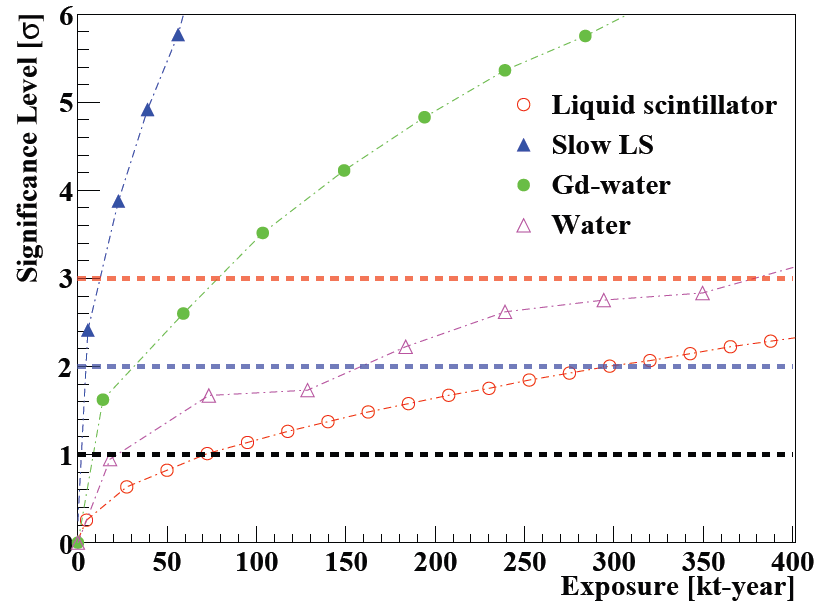 Significance Level [σ]
6
5
4
3
2
1
0
Liquid scintillator
Slow LS
Gd-water
Water
0 50 100 150 200 250 300 350 400
Exposure [kt-year]